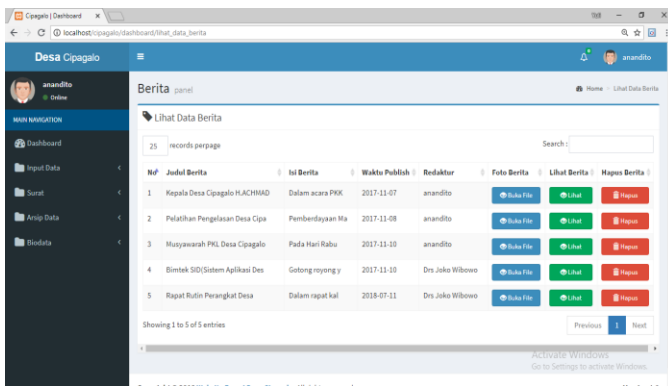 Cipagalo | Dashboard
localhost/cipagalo/dashboard/lihat_data_berita
Desa Cipagalo
anandito
anandito
Online
Berita panel
Home Lihat Data Berita
MAIN NAVIGATION
Dashboard
Input Data
Surat
Arsip Data
Biodata
Lihat Data Berita
25 records perpage Search :
No Judul Berita Isi Berita Waktu Publish Redaktur Foto Berita Lihat Berita Hapus Berita
1 Kepala Desa Cipagalo H.ACHMAD Dalam acara PKK 2017-11-07 anandito Buka File Lihat Hapus
2 Pelatihan Pengelasan Desa Cipa Pemberdayaan Ma 2017-11-08 anandito Buka File Lihat Hapus
3 Musyawarah PKL Desa Cipagalo Pada Hari Rabu 2017-11-10 anandito Buka File Lihat Hapus
4 Bimtek SID(Sistem Aplikasi Des Gotong royong y 2017-11-10 Drs Joko Wibowo Buka File Lihat Hapus
5 Rapat Rutin Perangkat Desa Dalam rapat kal 2018-07-11 Drs.Joko Wibowo Buka File Lihat Hapus
Showing 1 to 5 of 5 entries
Previous 1 Next
Activate Windows
Go to Settings to activate Windows.